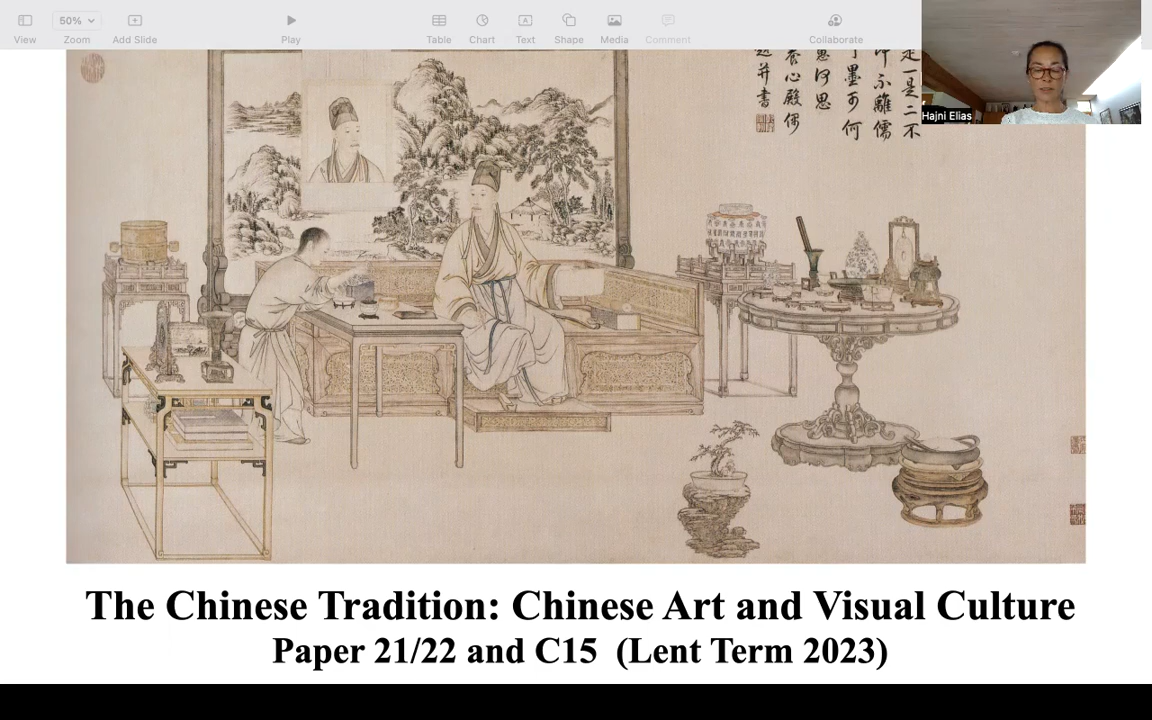 View
50%
Zoom
Add Slide
Play
Table
Chart
Text
Shape
Media
Comment
Collaborate
Hajni Elias
是一是二不
不離儒
墨可何
何思
養心殿偶
并書
The Chinese Tradition: Chinese Art and Visual Culture
Paper 21/22 and C15 (Lent Term 2023)